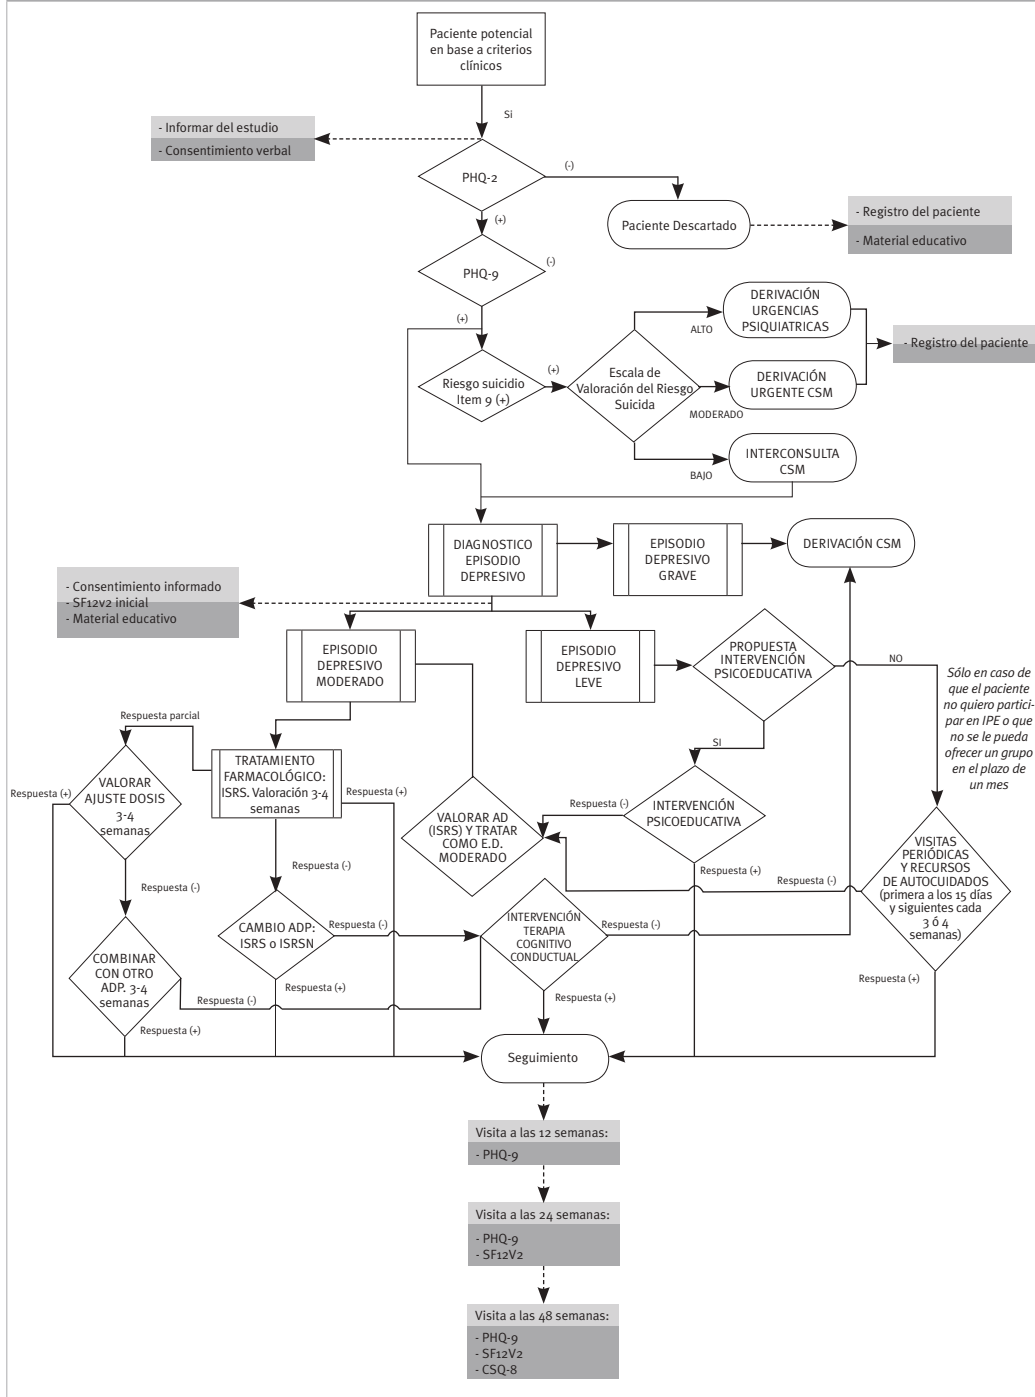 Paciente potencial
en base a criterios
clínicos
Si
- Informar del estudio
- Consentimiento verbal
PHQ-2
(-)
(+)
Paciente Descartado
- Registro del paciente
- Material educativo
PHQ-9
(-)
(+)
Riesgo suicidio
Item 9 (+)
(+)
Escala de
Valoración del Riesgo
Suicida
ALTO
DERIVACIÓN
URGENCIAS
PSIQUIATRICAS
- Registro del paciente
MODERADO
DERIVACIÓN
URGENTE CSM
BAJO
INTERCONSULTA
CSM
DIAGNOSTICO
EPISODIO
DEPRESIVO
EPISODIO
DEPRESIVO
GRAVE
DERIVACIÓN CSM
- Consentimiento informado
- SF12v2 inicial
- Material educativo
EPISODIO
DEPRESIVO
MODERADO
EPISODIO
DEPRESIVO
LEVE
PROPUESTA
INTERVENCIÓN
PSICOEDUCATIVA
NO
Sólo en caso de
que el paciente
no quiero partici-
par en IPE o que
no se le pueda
ofrecer un grupo
en el plazo de
un mes
SI
Respuesta parcial
TRATAMIENTO
FARMACOLÓGICO:
ISRS. Valoración 3-4
semanas
Respuesta (+)
VALORAR
AJUSTE DOSIS
3-4
semanas
Respuesta (+)
Respuesta (-)
Respuesta (-)
VALORAR AD
(ISRS) Y TRATAR
COMO E.D.
MODERADO
Respuesta (-)
INTERVENCIÓN
PSICOEDUCATIVA
Respuesta (+)
Respuesta (-)
VISITAS
PERIÓDICAS
Y RECURSOS
DE AUTOCUIDADOS
(primera a los 15 días
y siguientes cada
3 ó 4
semanas)
Respuesta (+)
CAMBIO ADP:
ISRS o ISRSN
Respuesta (-)
Respuesta (+)
INTERVENCIÓN
TERAPIA
COGNITIVO
CONDUCTUAL
Respuesta (-)
Respuesta (+)
COMBINAR
CON OTRO
ADP. 3-4
semanas
Respuesta (-)
Respuesta (+)
Seguimiento
Visita a las 12 semanas:
- PHQ-9
Visita a las 24 semanas:
- PHQ-9
- SF12V2
Visita a las 48 semanas:
- PHQ-9
- SF12V2
- CSQ-8